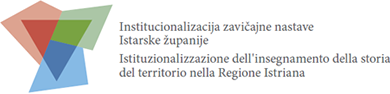 Institucionalizacija zavičajne nastave
Istarske županije
Istituzionalizzazione dell'insegnamento della storia
del territorio nella Regione Istriana